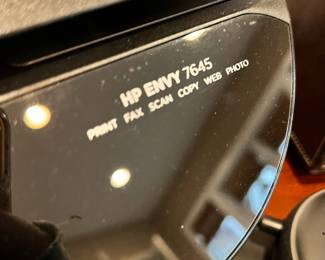 HP ENVY 7645
PRINT FAX SCAN COPY WEB PHOTO